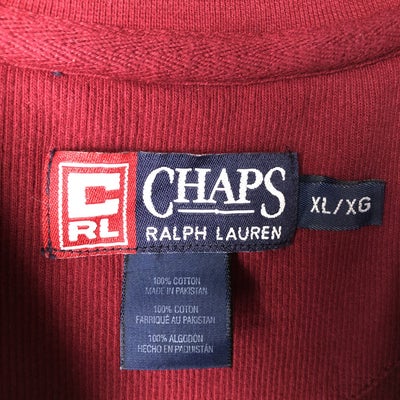 C
RL
CHAPS
RALPH LAUREN
XL/XG
100% COTTON
MADE IN PAKISTAN
100% COTON
FABRIQUÉ AU PAKISTAN
100% ALGODÓN
HECHO EN PAQUISTÁN